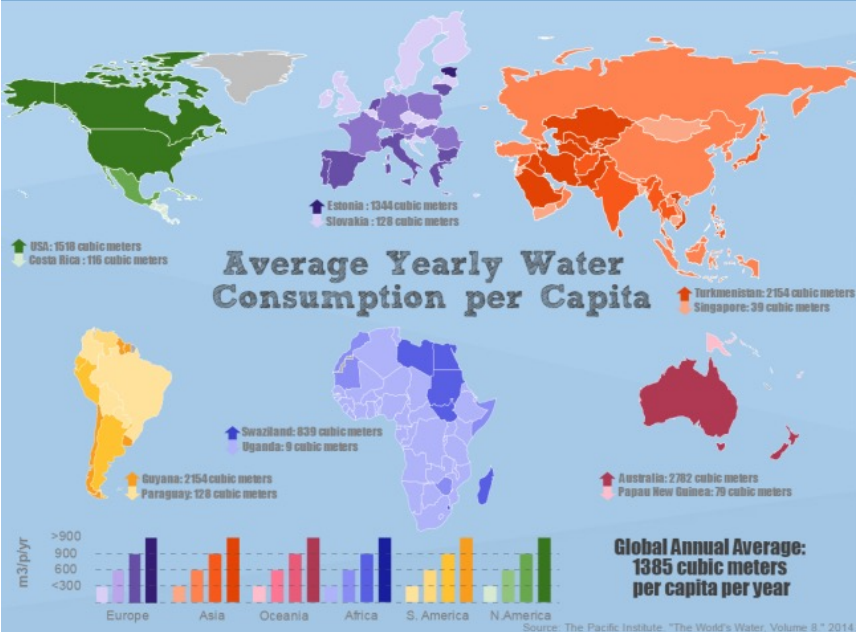 Estonia : 1344 cubic meters
Slovakia : 128 cubic meters
USA: 1518 cubic meters
Costa Rica : 116 cubic meters
Average Yearly Water
Consumption per Capita
Turkmenistan: 2154 cubic meters
Singapore: 39 cubic meters
Swaziland: 839 cubic meters
Uganda: 9 cubic meters
Guyana: 2154 cubic meters
Paraguay: 128 cubic meters
Australia: 2782 cubic meters
Papau New Guinea: 79 cubic meters
m3/p/yr
>900
900
600
<300
Europe
Asia
Oceania
Africa
S. America
N.America
Global Annual Average:
1385 cubic meters
per capita per year
Source: The Pacific Institute. "The World's Water, Volume 8." 2014